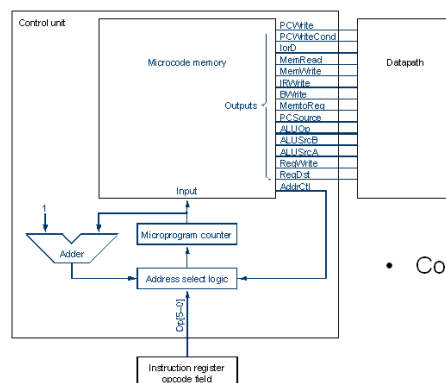 Control unit
PCWrite
PCWriteCond
IorD
MemRead
MemWrite
IRWrite
BWrite
MemtoReg
PCSource
ALUOp
ALUSrcB
ALUSrcA
RegWrite
RegDst
AddrCtl
Microcode memory
Outputs
Input
Datapath
1
Microprogram counter
Adder
Address select logic
Op[5–0]
Instruction register
opcode field
• Co